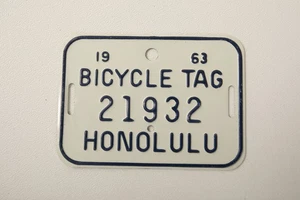 19 63
BICYCLE TAG
21932
HONOLULU